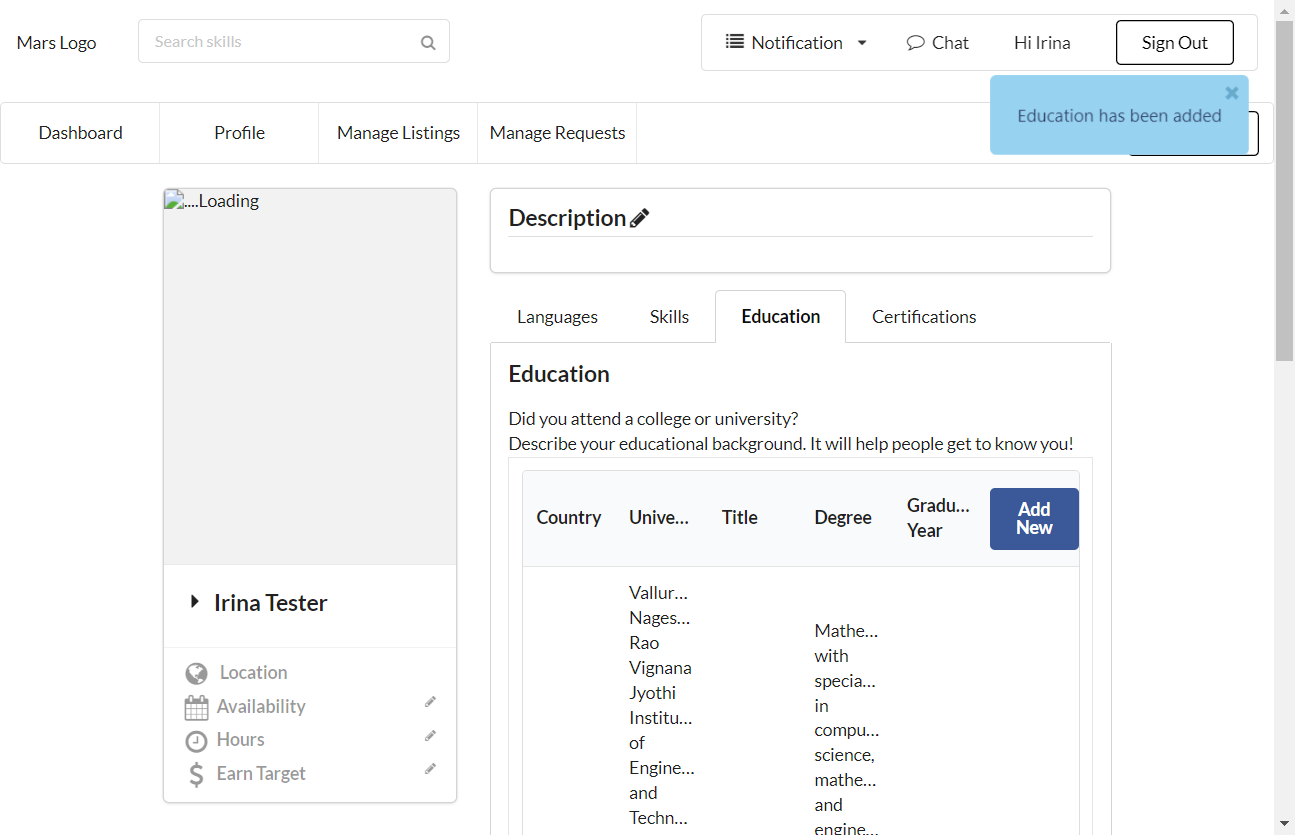 Mars Logo
Search skills
Notification
Chat
Hi Irina
Sign Out
Education has been added
Dashboard
Profile
Manage Listings
Manage Requests
....Loading
Irina Tester
Location
Availability
Hours
Earn Target
Description
Languages
Skills
Education
Certifications
Education
Did you attend a college or university?
Describe your educational background. It will help people get to know you!
Country
Unive...
Title
Degree
Gradu...
Year
Add
New
Vallur...
Nages...
Rao
Vignana
Jyothi
Institu...
of
Engine...
and
Techn...
Mathe...
with
specia...
in
compu...
science,
mathe...
and
engine...